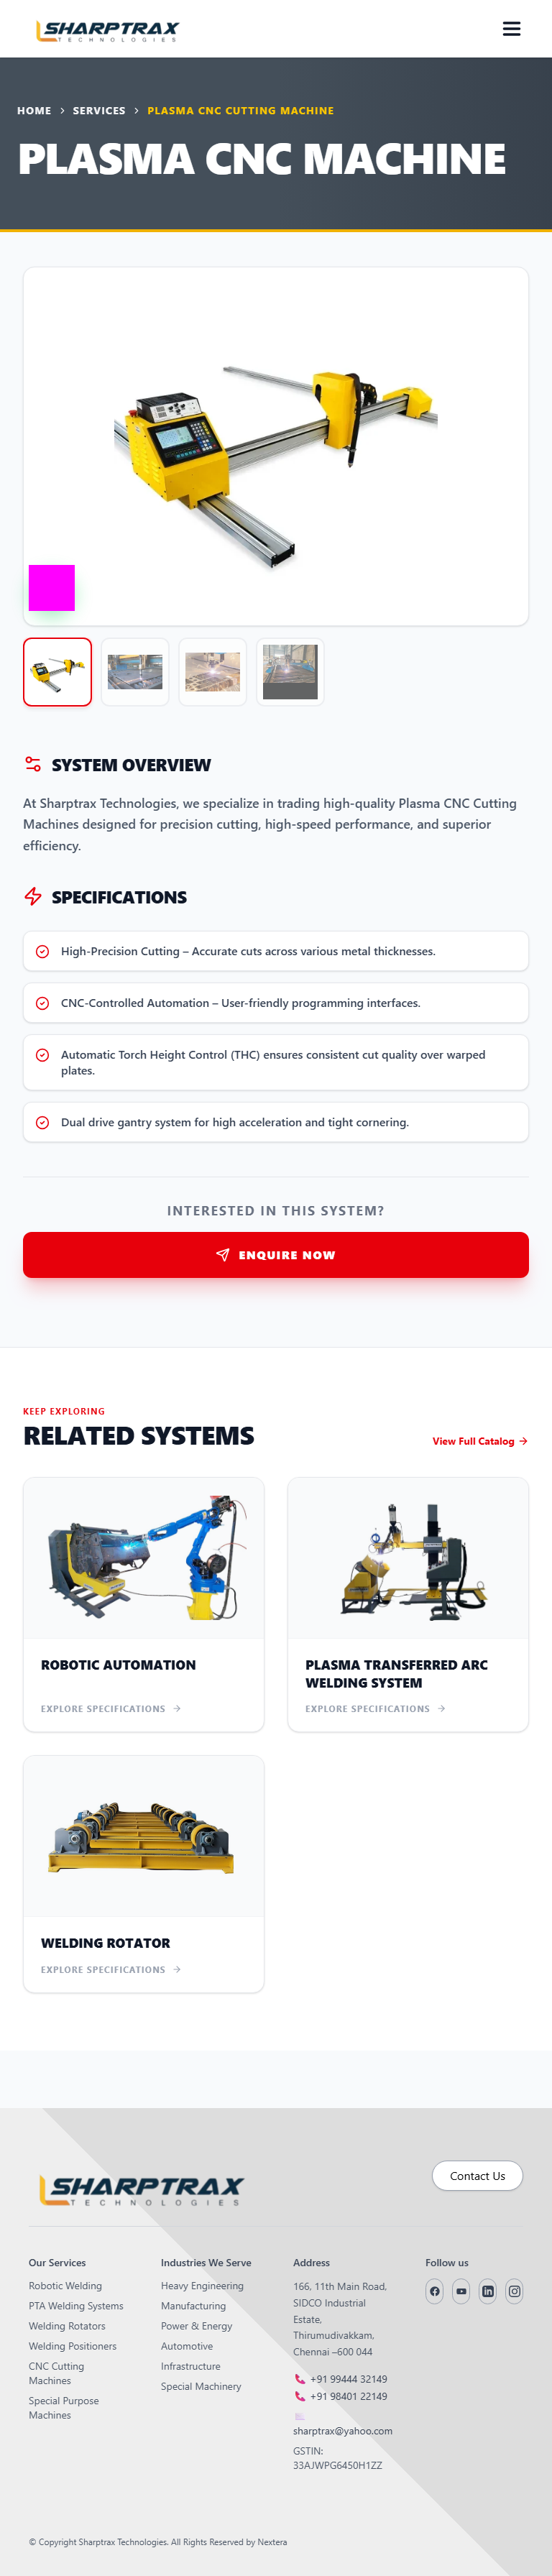 SHARPTRAX
TECHNOLOGIES
HOME > SERVICES > PLASMA CNC CUTTING MACHINE
PLASMA CNC MACHINE
SYSTEM OVERVIEW
At Sharptrax Technologies, we specialize in trading high-quality Plasma CNC Cutting
Machines designed for precision cutting, high-speed performance, and superior
efficiency.
SPECIFICATIONS
High-Precision Cutting – Accurate cuts across various metal thicknesses.
CNC-Controlled Automation – User-friendly programming interfaces.
Automatic Torch Height Control (THC) ensures consistent cut quality over warped
plates.
Dual drive gantry system for high acceleration and tight cornering.
INTERESTED IN THIS SYSTEM?
ENQUIRE NOW
KEEP EXPLORING
RELATED SYSTEMS
View Full Catalog →
ROBOTIC AUTOMATION
EXPLORE SPECIFICATIONS →
PLASMA TRANSFERRED ARC
WELDING SYSTEM
EXPLORE SPECIFICATIONS →
WELDING ROTATOR
EXPLORE SPECIFICATIONS →
SHARPTRAX
TECHNOLOGIES
Contact Us
Our Services
Robotic Welding
PTA Welding Systems
Welding Rotators
Welding Positioners
CNC Cutting
Machines
Special Purpose
Machines
Industries We Serve
Heavy Engineering
Manufacturing
Power & Energy
Automotive
Infrastructure
Special Machinery
Address
166, 11th Main Road,
SIDCO Industrial
Estate,
Thirumudivakkam,
Chennai –600 044
+91 99444 32149
+91 98401 22149
sharptrax@yahoo.com
GSTIN:
33AJWPG6450H1ZZ
Follow us
© Copyright Sharptrax Technologies. All Rights Reserved by Nextera